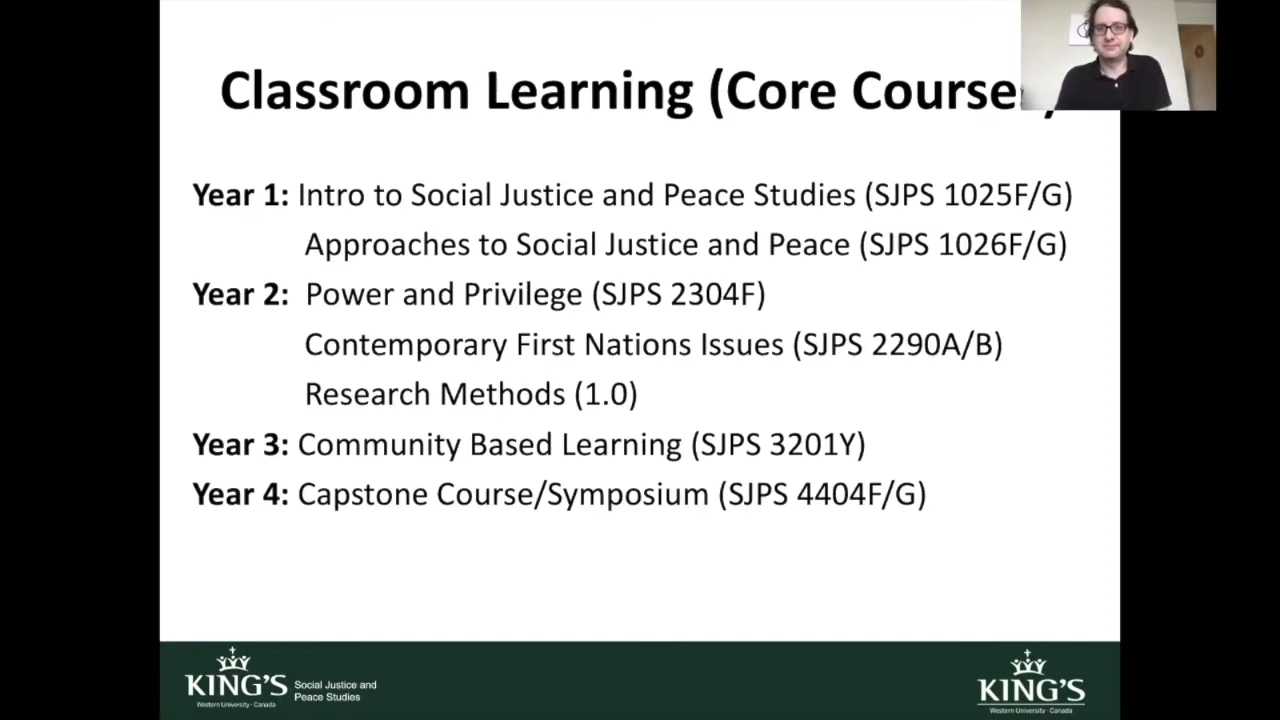 Classroom Learning (Core Course
Year 1: Intro to Social Justice and Peace Studies (SJPS 1025F/G)
Approaches to Social Justice and Peace (SJPS 1026F/G)
Year 2: Power and Privilege (SJPS 2304F)
Contemporary First Nations Issues (SJPS 2290A/B)
Research Methods (1.0)
Year 3: Community Based Learning (SJPS 3201Y)
Year 4: Capstone Course/Symposium (SJPS 4404F/G)
KING'S
Western University · Canada
Social Justice and
Peace Studies
KING'S
Western University · Canada